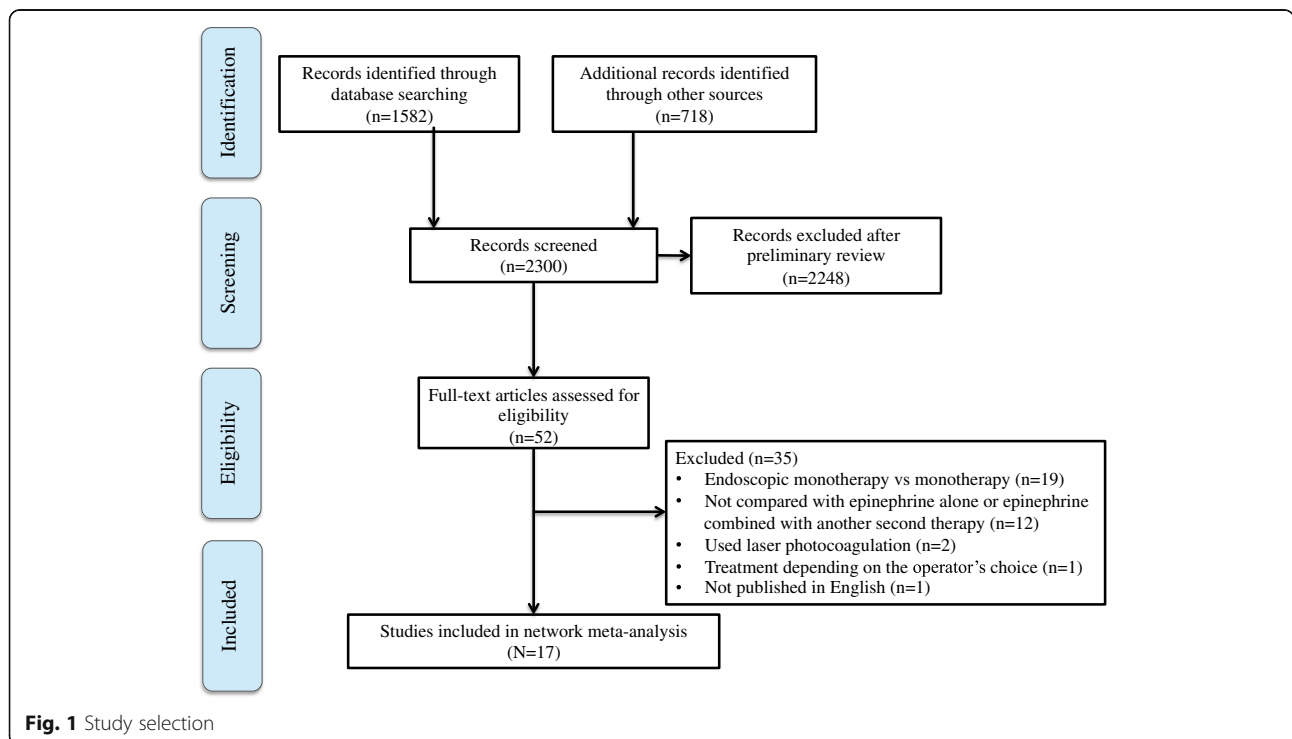 Identification
Records identified through
database searching
(n=1582)
Additional records identified
through other sources
(n=718)
Screening
Records screened
(n=2300)
Records excluded after
preliminary review
(n=2248)
Eligibility
Full-text articles assessed for
eligibility
(n=52)
Excluded (n=35)
• Endoscopic monotherapy vs monotherapy (n=19)
• Not compared with epinephrine alone or epinephrine
combined with another second therapy (n=12)
• Used laser photocoagulation (n=2)
• Treatment depending on the operator's choice (n=1)
• Not published in English (n=1)
Included
Studies included in network meta-analysis
(N=17)
Fig. 1 Study selection